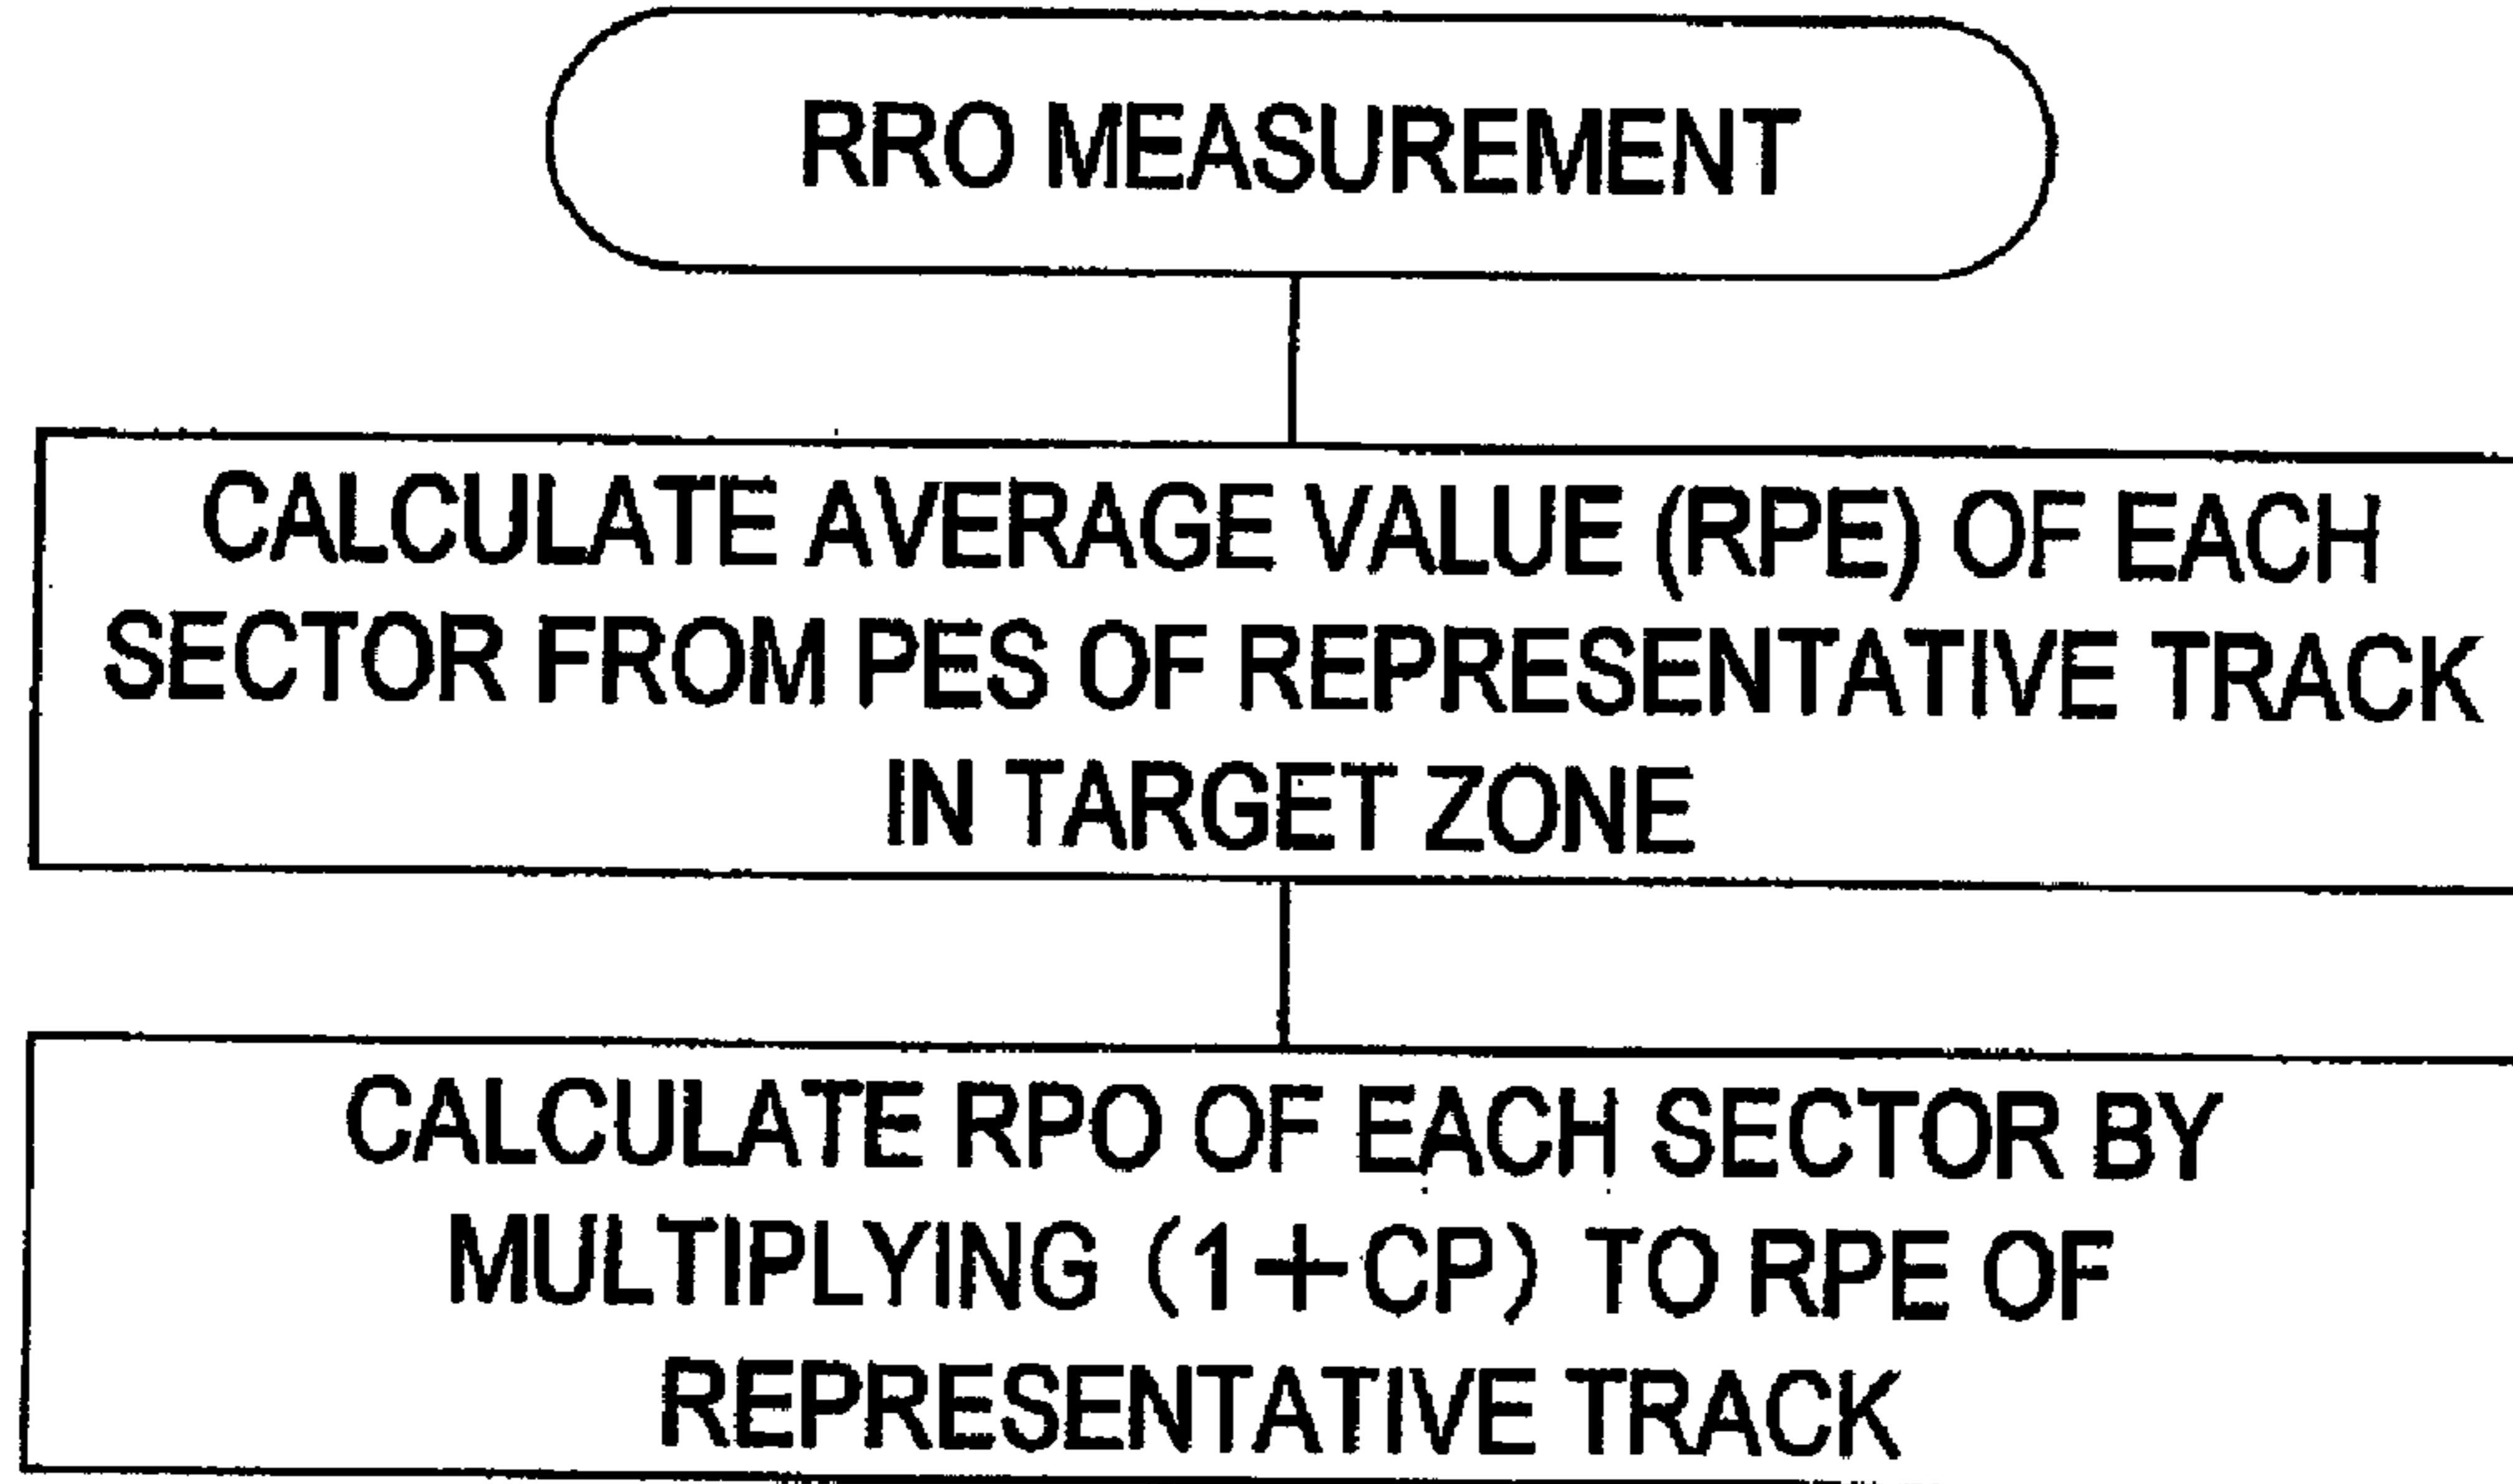 RRO MEASUREMENT
CALCULATE AVERAGE VALUE (RPE) OF EACH
SECTOR FROM PES OF REPRESENTATIVE TRACK
IN TARGET ZONE
CALCULATE RPO OF EACH SECTOR BY
MULTIPLYING (1+CP) TO RPE OF
REPRESENTATIVE TRACK